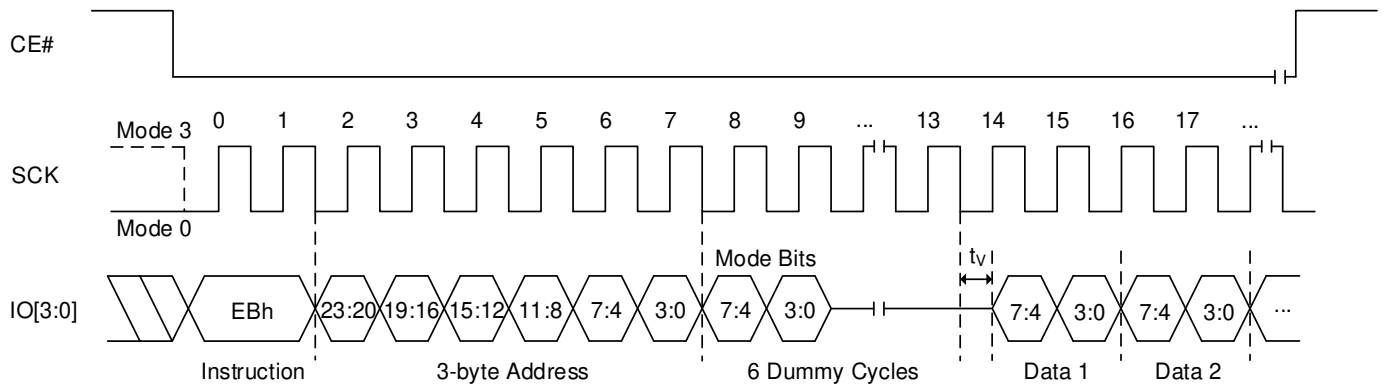 CE#
0 1 2 3 4 5 6 7 8 9 ... 13 14 15 16 17 ...
Mode 3
SCK
Mode 0
Mode Bits tV
IO[3:0] EBh 23:20 19:16 15:12 11:8 7:4 3:0 7:4 3:0 7:4 3:0 7:4 3:0 ...
Instruction 3-byte Address 6 Dummy Cycles Data 1 Data 2